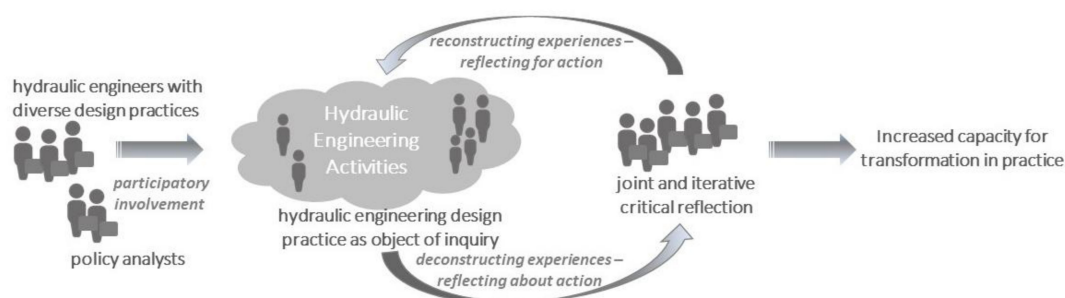 hydraulic engineers with
diverse design practices
participatory
involvement
policy analysts
Hydraulic
Engineering
Activities
hydraulic engineering design
practice as object of inquiry
reconstructing experiences –
reflecting for action
deconstructing experiences –
reflecting about action
joint and iterative
critical reflection
Increased capacity for
transformation in practice